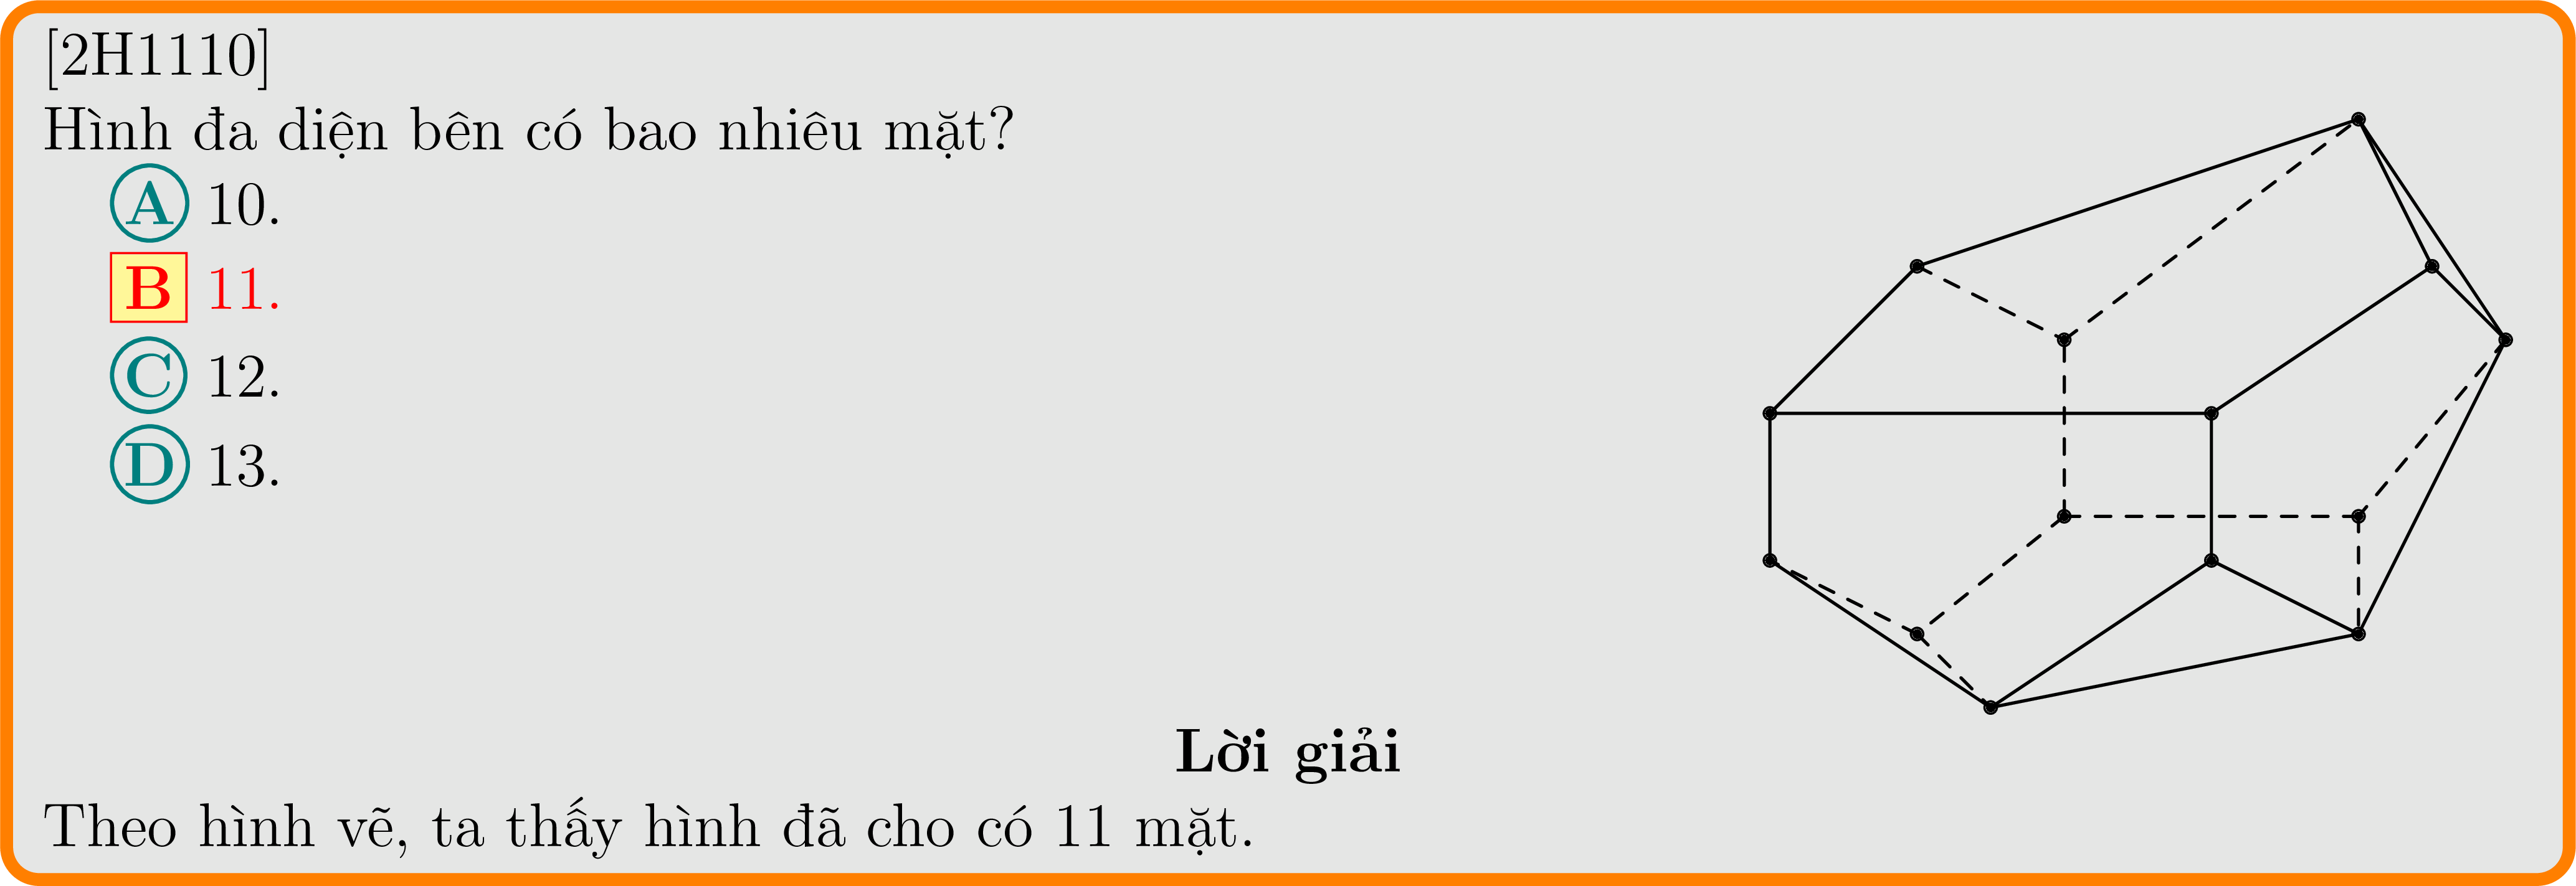 [2H1110]
Hình đa diện bên có bao nhiêu mặt?
A 10.
B 11.
C 12.
D 13.
Lời giải
Theo hình vẽ, ta thấy hình đã cho có 11 mặt.